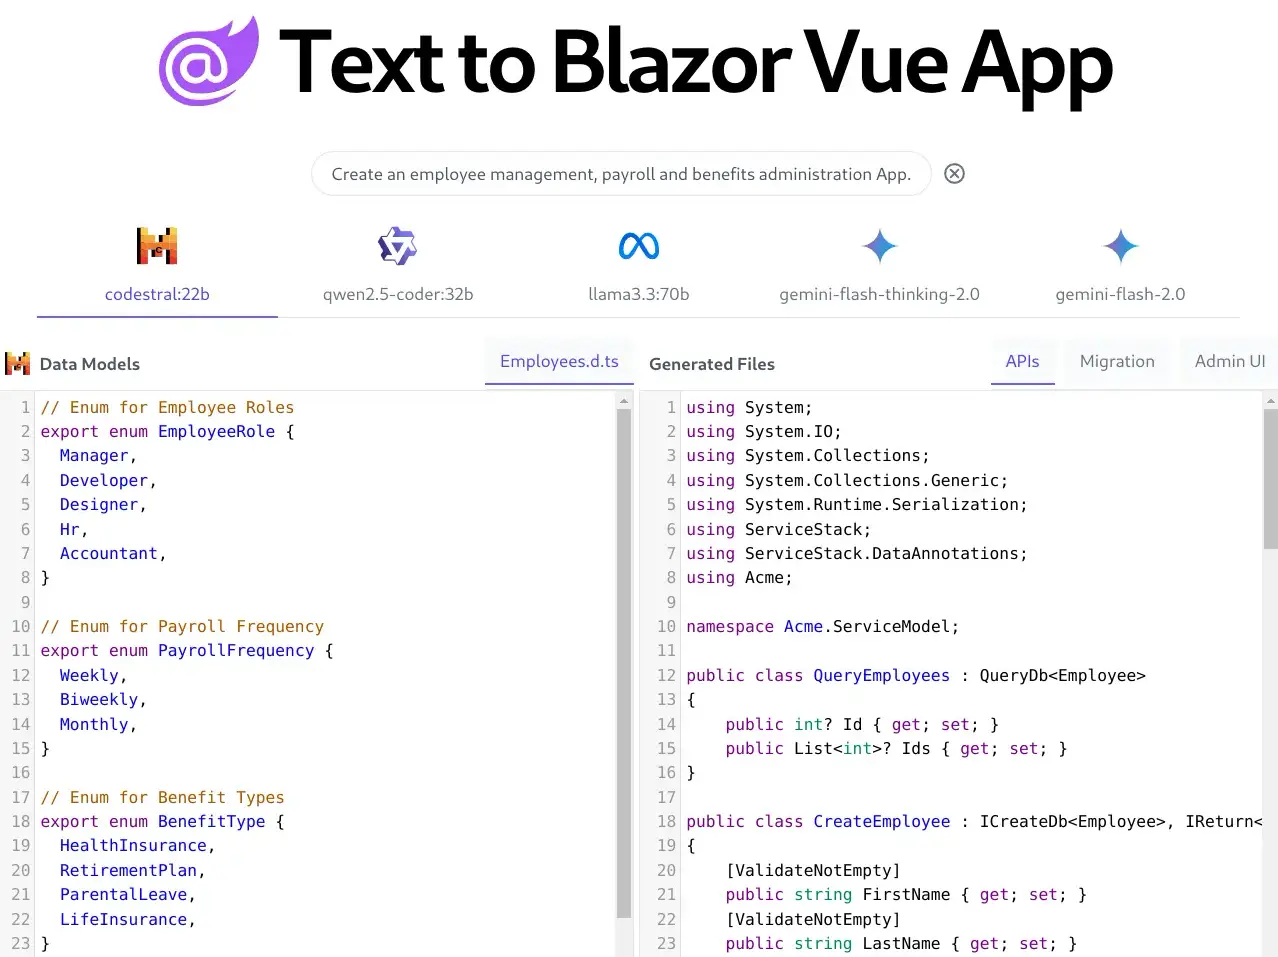 Text to Blazor Vue App
Create an employee management, payroll and benefits administration App.
codestral:22b
qwen2.5-coder:32b
llama3.3:70b
gemini-flash-thinking-2.0
gemini-flash-2.0
Data Models
Employees.d.ts
1 // Enum for Employee Roles
2 export enum EmployeeRole {
3   Manager,
4   Developer,
5   Designer,
6   Hr,
7   Accountant,
8 }
9
10 // Enum for Payroll Frequency
11 export enum PayrollFrequency {
12   Weekly,
13   Biweekly,
14   Monthly,
15 }
16
17 // Enum for Benefit Types
18 export enum BenefitType {
19   HealthInsurance,
20   RetirementPlan,
21   ParentalLeave,
22   LifeInsurance,
23 }
Generated Files
APIs
Migration
Admin UI
1 using System;
2 using System.IO;
3 using System.Collections;
4 using System.Collections.Generic;
5 using System.Runtime.Serialization;
6 using ServiceStack;
7 using ServiceStack.DataAnnotations;
8 using Acme;
9
10 namespace Acme.ServiceModel;
11
12 public class QueryEmployees : QueryDb<Employee>
13 {
14     public int? Id { get; set; }
15     public List<int>? Ids { get; set; }
16 }
17
18 public class CreateEmployee : ICreateDb<Employee>, IReturn<
19 {
20     [ValidateNotEmpty]
21     public string FirstName { get; set; }
22     [ValidateNotEmpty]
23     public string LastName { get; set; }